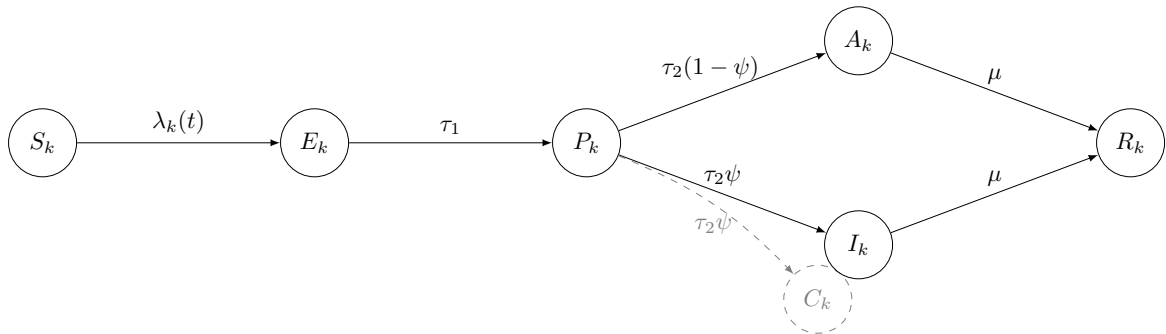 S_k
λ_k(t)
E_k
τ_1
P_k
τ_2(1 − ψ)
A_k
μ
τ_2ψ
I_k
μ
R_k
τ_2ψ
C_k